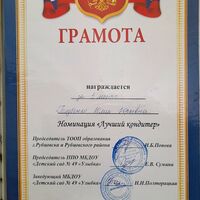 ГРАМОТА
награждается
Номинация «Лучший кондитер»
Председатель ТООП образования
г.Рубцовска и Рубцовского района
Н.Б.Попова
Председатель ППО МБДОУ
«Детский сад № 49 «Улыбка»
Заведующий МБДОУ
«Детский сад № 49 «Улыбка»
Н.И.Полторацкая